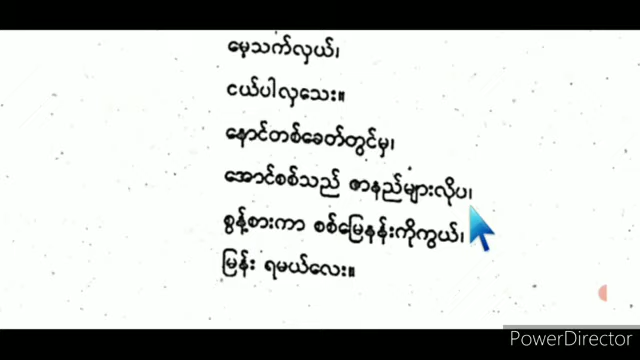 မေ့သက်လှယ်၊
ငယ်ပါလှသေး။
နောင်တစ်ခေတ်တွင်မှ၊
အောင်စစ်သည် ဇာနည်များလိုပ၊
စွန့်စားကာ စစ်မြေနန်းကိုကွယ်၊
မြန်း ရမယ်လေး။
PowerDirector